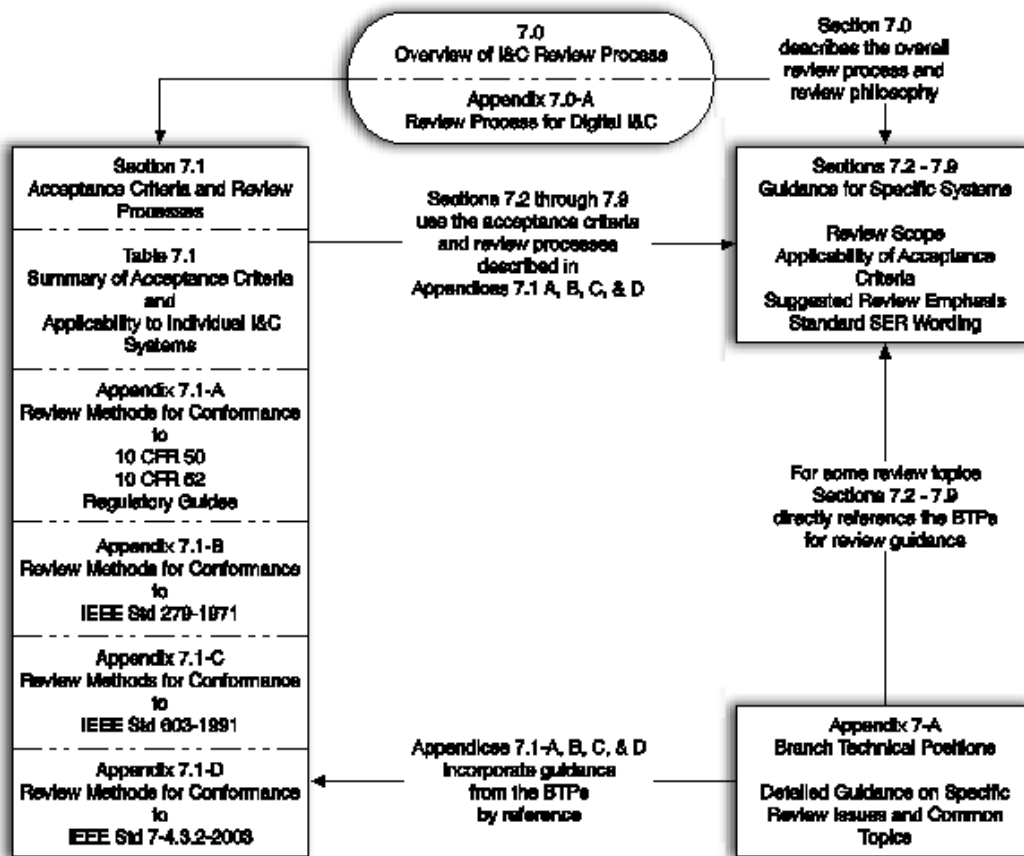 7.0
Overview of I&C Review Process
Appendix 7.0-A
Review Process for Digital I&C
Section 7.0
describes the overall
review process and
review philosophy
Section 7.1
Acceptance Criteria and Review
Processes
Table 7.1
Summary of Acceptance Criteria
and
Applicability to Individual I&C
Systems
Appendix 7.1-A
Review Methods for Conformance
to
10 CFR 50
10 CFR 52
Regulatory Guides
Appendix 7.1-B
Review Methods for Conformance
to
IEEE Std 279-1971
Appendix 7.1-C
Review Methods for Conformance
to
IEEE Std 603-1991
Appendix 7.1-D
Review Methods for Conformance
to
IEEE Std 7-4.3.2-2003
Sections 7.2 through 7.9
use the acceptance criteria
and review processes
described in
Appendices 7.1 A, B, C, & D
Sections 7.2 - 7.9
Guidance for Specific Systems
Review Scope
Applicability of Acceptance
Criteria
Suggested Review Emphasis
Standard SER Wording
For some review topics
Sections 7.2 - 7.9
directly reference the BTPs
for review guidance
Appendices 7.1-A, B, C, & D
incorporate guidance
from the BTPs
by reference
Appendix 7-A
Branch Technical Positions
Detailed Guidance on Specific
Review Issues and Common
Topics